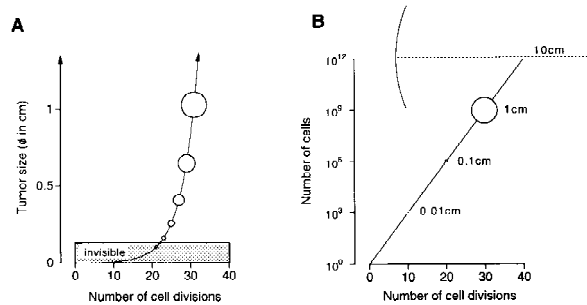 A
Tumor size (ϕ in cm)
1
0.5
0
invisible
0 10 20 30 40
Number of cell divisions
B
Number of cells
10¹²
10⁹
10⁶
10³
10⁰
10cm
1cm
0.1cm
0.01cm
0 10 20 30 40
Number of cell divisions